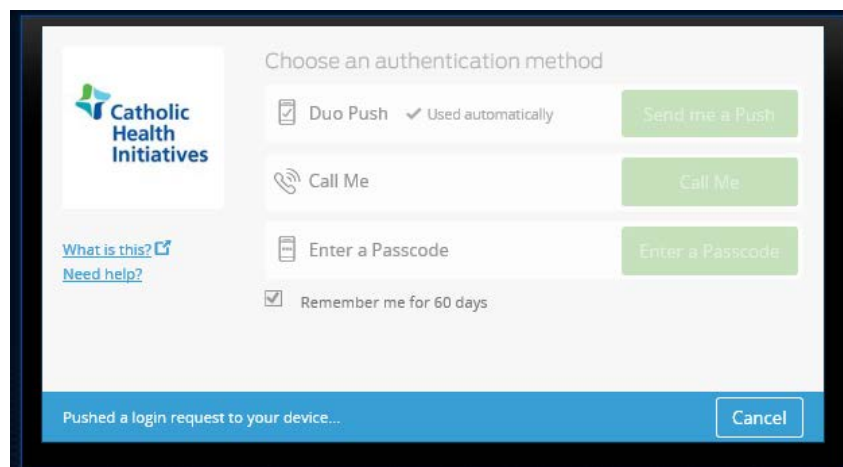 Catholic
Health
Initiatives
What is this?
Need help?
Choose an authentication method
Duo Push ✓ Used automatically
Send me a Push
Call Me
Call Me
Enter a Passcode
Enter a Passcode
Remember me for 60 days
Pushed a login request to your device...
Cancel